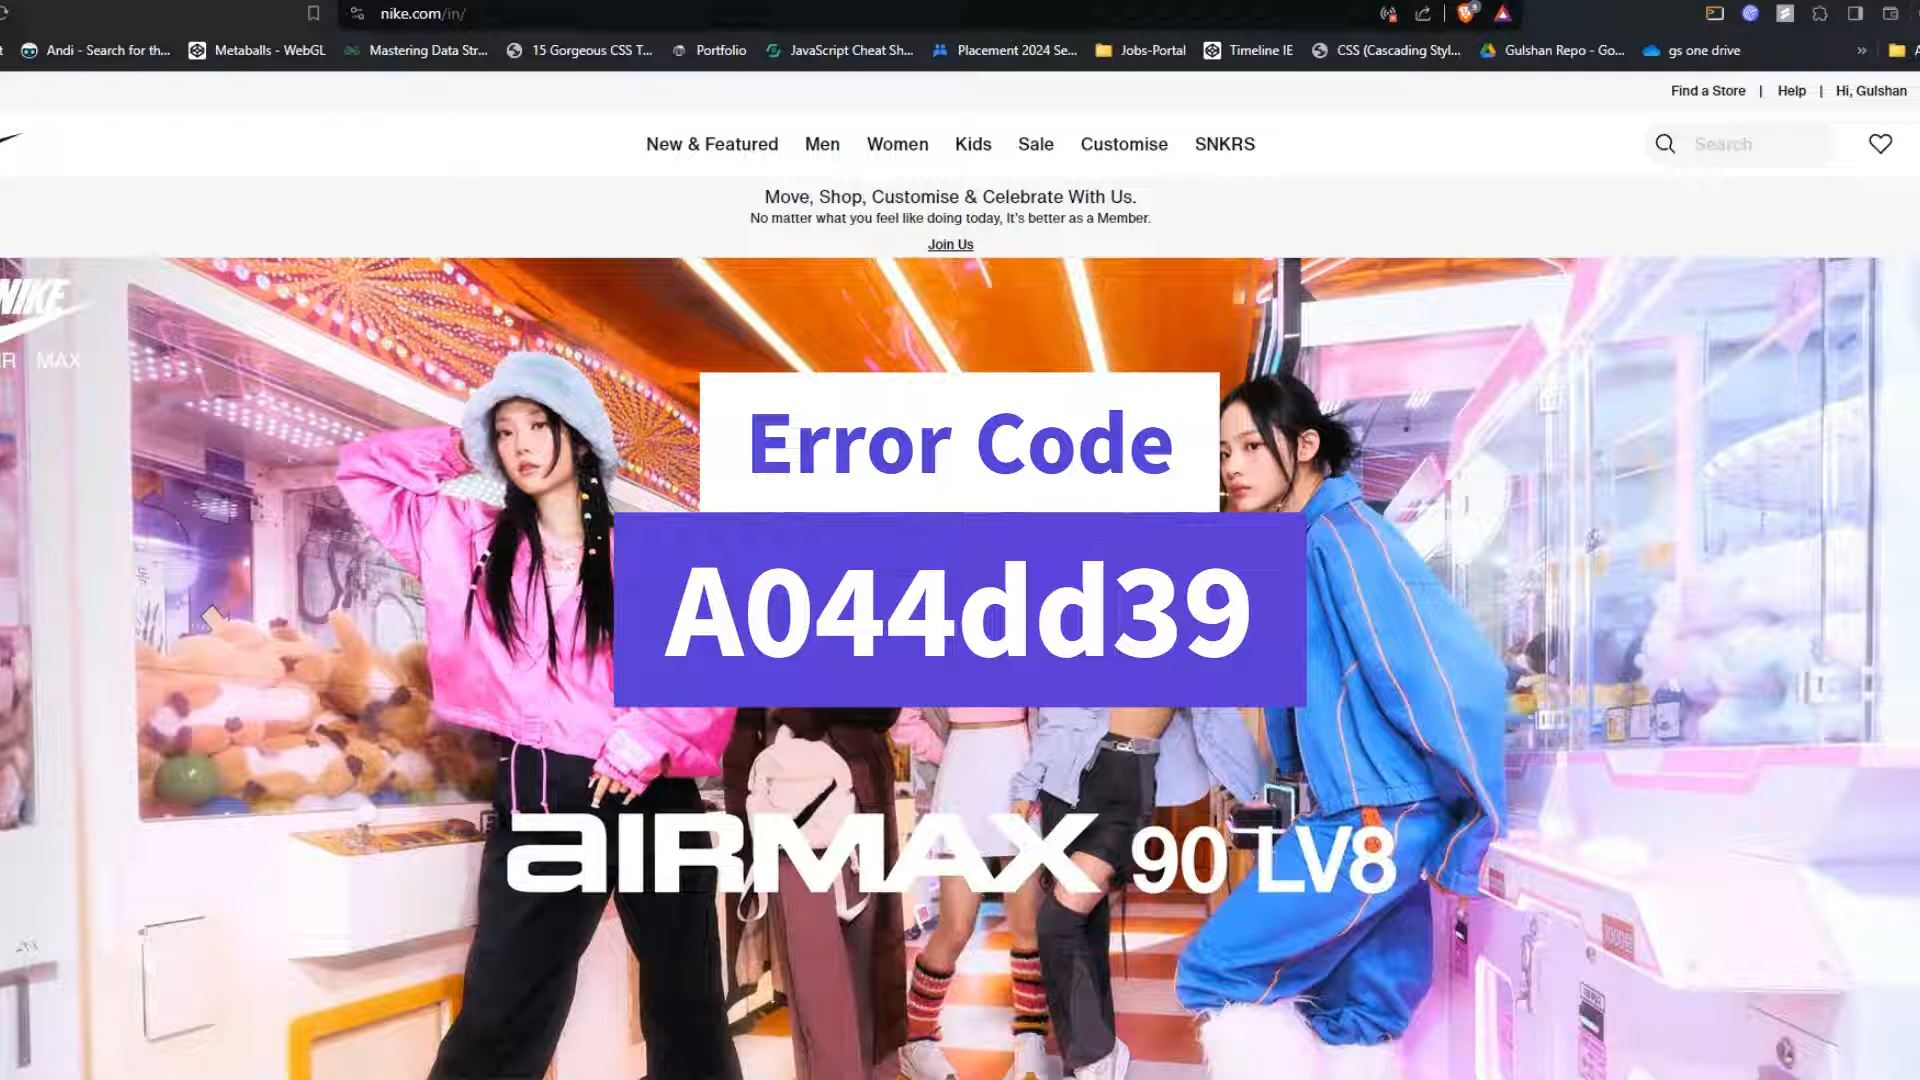 nike.com/in/
Andi - Search for th... Metaballs - WebGL Mastering Data Str... 15 Gorgeous CSS T... Portfolio JavaScript Cheat Sh... Placement 2024 Se... Jobs-Portal Timeline IE CSS (Cascading Styl... Gulshan Repo - Go... gs one drive »
Find a Store | Help | Hi, Gulshan
New & Featured Men Women Kids Sale Customise SNKRS Search
Move, Shop, Customise & Celebrate With Us.
No matter what you feel like doing today, It's better as a Member.
Join Us
NIKE
MAX
Error Code
A044dd39
AIRMAX 90 LV8